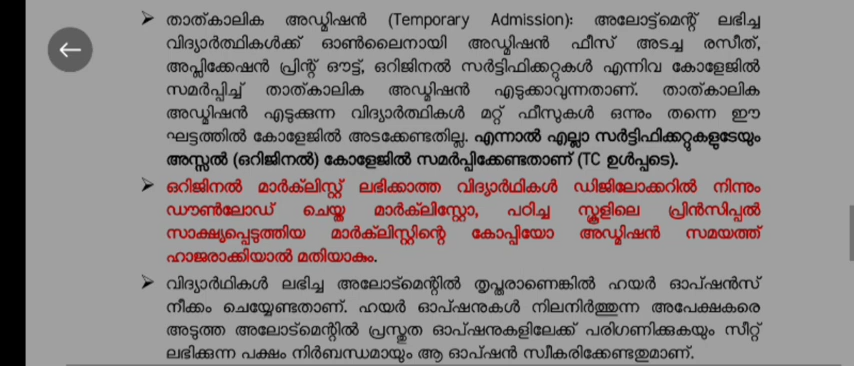 ➤ താത്കാലിക അഡ്മിഷൻ (Temporary Admission): അലോട്ട്മെന്റ് ലഭിച്ച
വിദ്യാർത്ഥികൾക്ക് ഓൺലൈനായി അഡ്മിഷൻ ഫീസ് അടച്ച രസീത്,
അപ്ലിക്കേഷൻ പ്രിന്റ് ഔട്ട്, ഒറിജിനൽ സർട്ടിഫിക്കറ്റുകൾ എന്നിവ കോളേജിൽ
സമർപ്പിച്ച് താത്കാലിക അഡ്മിഷൻ എടുക്കാവുന്നതാണ്. താത്കാലിക
അഡ്മിഷൻ എടുക്കുന്ന വിദ്യാർത്ഥികൾ മറ്റ് ഫീസുകൾ ഒന്നും തന്നെ ഈ
ഘട്ടത്തിൽ കോളേജിൽ അടക്കേണ്ടതില്ല. എന്നാൽ എല്ലാ സർട്ടിഫിക്കറ്റുകളുടേയും
അസ്സൽ (ഒറിജിനൽ) കോളേജിൽ സമർപ്പിക്കേണ്ടതാണ് (TC ഉൾപ്പടെ).
➤ ഒറിജിനൽ മാർക്‌ലിസ്റ്റ് ലഭിക്കാത്ത വിദ്യാർഥികൾ ഡിജിലോക്കറിൽ നിന്നും
ഡൗൺലോഡ് ചെയ്ത മാർക്‌ലിസ്റ്റോ, പഠിച്ച സ്കൂളിലെ പ്രിൻസിപ്പൽ
സാക്ഷ്യപ്പെടുത്തിയ മാർക്‌ലിസ്റ്റിന്റെ കോപ്പിയോ അഡ്മിഷൻ സമയത്ത്
ഹാജരാക്കിയാൽ മതിയാകും.
➤ വിദ്യാർഥികൾ ലഭിച്ച അലോട്മെന്റിൽ തൃപ്തരാണെങ്കിൽ ഹയർ ഓപ്ഷൻസ്
നീക്കം ചെയ്യേണ്ടതാണ്. ഹയർ ഓപ്ഷനുകൾ നിലനിർത്തുന്ന അപേക്ഷകരെ
അടുത്ത അലോട്മെന്റിൽ പ്രസ്തുത ഓപ്ഷനുകളിലേക്ക് പരിഗണിക്കുകയും സീറ്റ്
ലഭിക്കുന്ന പക്ഷം നിർബന്ധമായും ആ ഓപ്ഷൻ സ്വീകരിക്കേണ്ടതുമാണ്.